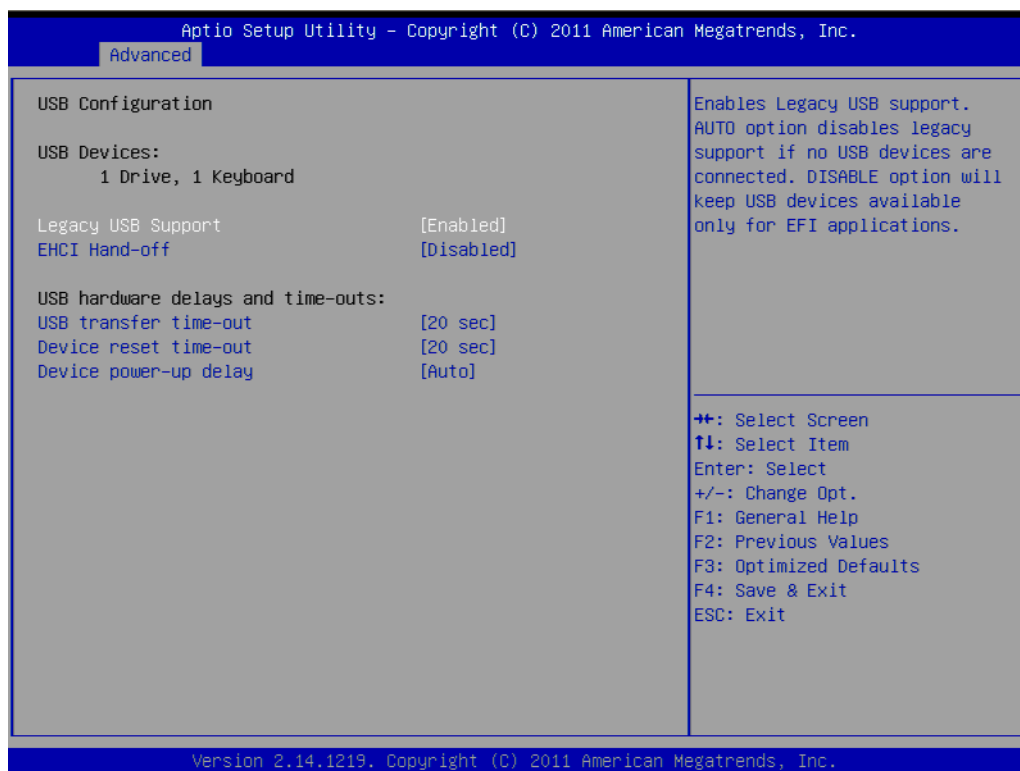 Aptio Setup Utility – Copyright (C) 2011 American Megatrends, Inc.
Advanced
USB Configuration
USB Devices:
1 Drive, 1 Keyboard
Legacy USB Support [Enabled]
EHCI Hand-off [Disabled]
USB hardware delays and time-outs:
USB transfer time-out [20 sec]
Device reset time-out [20 sec]
Device power-up delay [Auto]
Enables Legacy USB support.
AUTO option disables legacy
support if no USB devices are
connected. DISABLE option will
keep USB devices available
only for EFI applications.
→←: Select Screen
↑↓: Select Item
Enter: Select
+/-: Change Opt.
F1: General Help
F2: Previous Values
F3: Optimized Defaults
F4: Save & Exit
ESC: Exit
Version 2.14.1219. Copyright (C) 2011 American Megatrends, Inc.